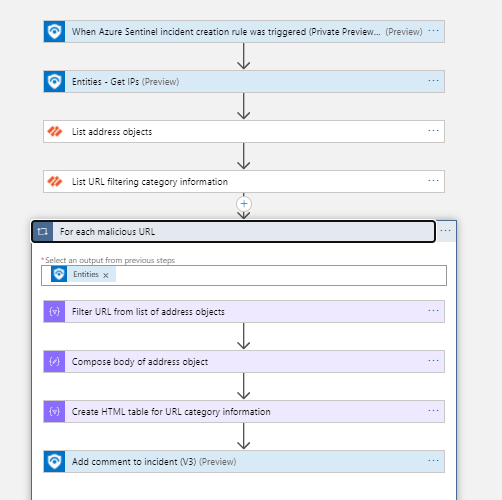 When Azure Sentinel incident creation rule was triggered (Private Preview... (Preview) ...
Entities - Get IPs (Preview) ...
List address objects ...
List URL filtering category information ...
+
For each malicious URL ...
*Select an output from previous steps
Entities x
Filter URL from list of address objects ...
Compose body of address object ...
Create HTML table for URL category information ...
Add comment to incident (V3) (Preview) ...